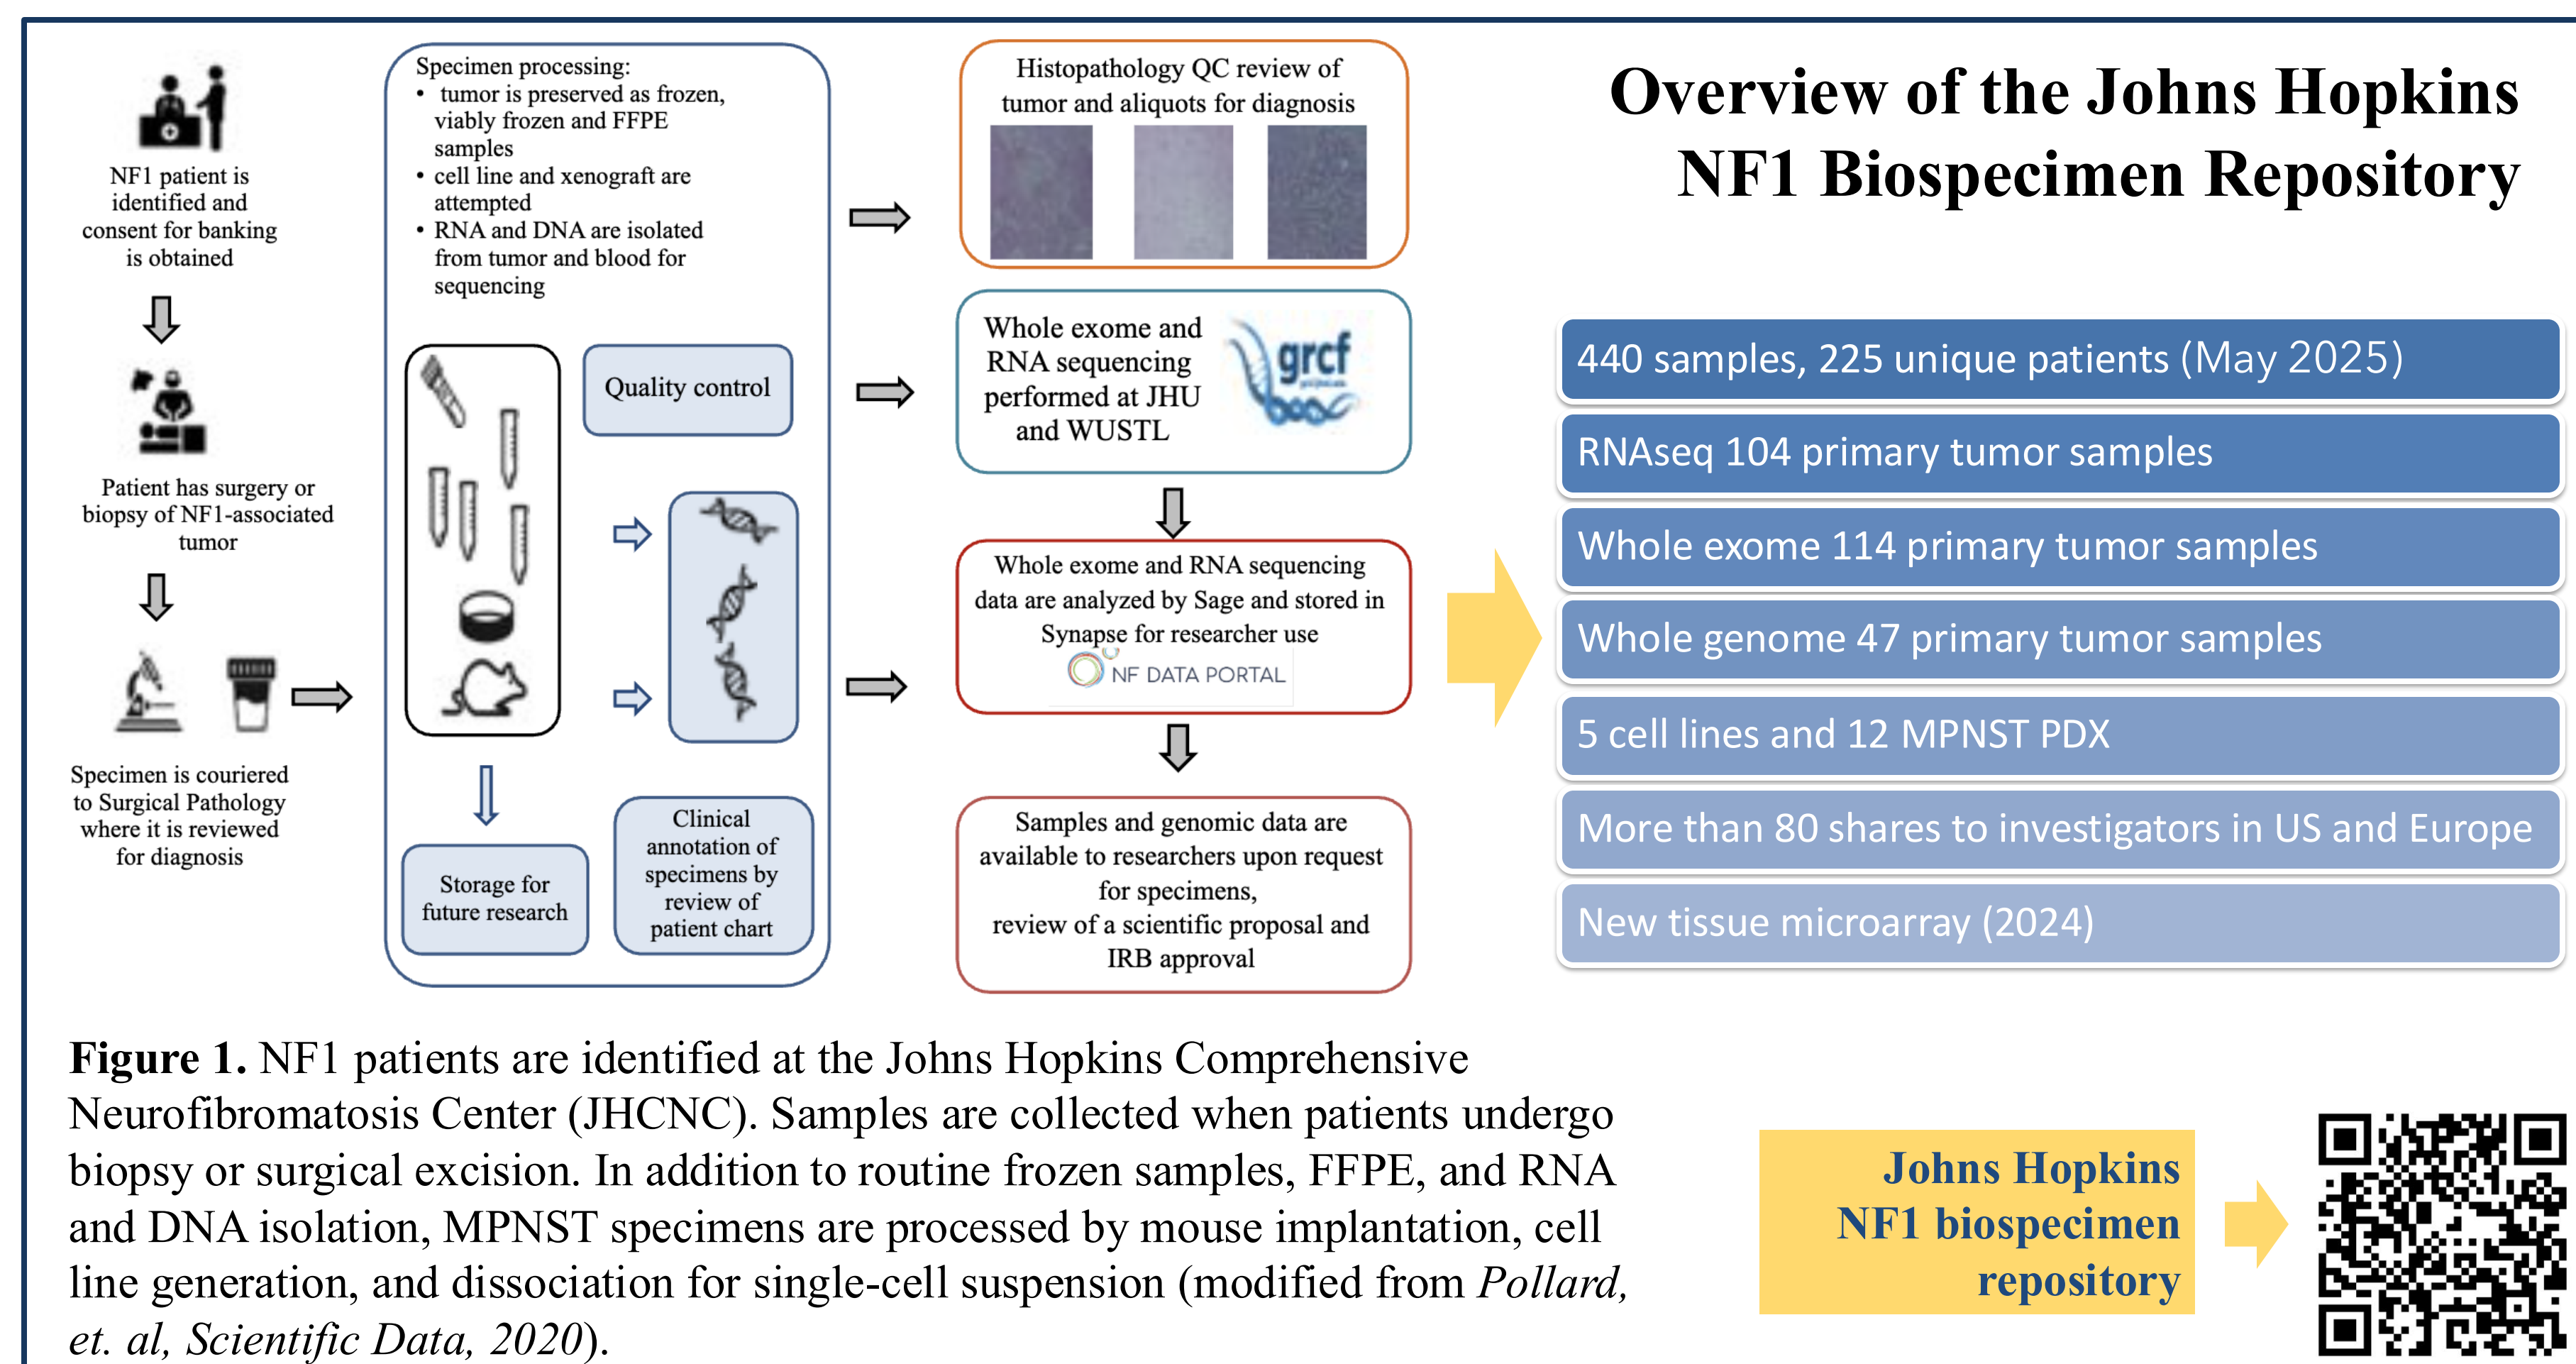 Overview of the Johns Hopkins
NF1 Biospecimen Repository
NF1 patient is
identified and
consent for banking
is obtained
Patient has surgery or
biopsy of NF1-associated
tumor
Specimen is couriered
to Surgical Pathology
where it is reviewed
for diagnosis
Specimen processing:
• tumor is preserved as frozen,
viably frozen and FFPE
samples
• cell line and xenograft are
attempted
• RNA and DNA are isolated
from tumor and blood for
sequencing
Quality control
Storage for
future research
Clinical
annotation of
specimens by
review of
patient chart
Histopathology QC review of
tumor and aliquots for diagnosis
Whole exome and
RNA sequencing
performed at JHU
and WUSTL
grcf
Whole exome and RNA sequencing
data are analyzed by Sage and stored in
Synapse for researcher use
NF DATA PORTAL
Samples and genomic data are
available to researchers upon request
for specimens,
review of a scientific proposal and
IRB approval
440 samples, 225 unique patients (May 2025)
RNAseq 104 primary tumor samples
Whole exome 114 primary tumor samples
Whole genome 47 primary tumor samples
5 cell lines and 12 MPNST PDX
More than 80 shares to investigators in US and Europe
New tissue microarray (2024)
Figure 1. NF1 patients are identified at the Johns Hopkins Comprehensive
Neurofibromatosis Center (JHCNC). Samples are collected when patients undergo
biopsy or surgical excision. In addition to routine frozen samples, FFPE, and RNA
and DNA isolation, MPNST specimens are processed by mouse implantation, cell
line generation, and dissociation for single-cell suspension (modified from Pollard,
et. al, Scientific Data, 2020).
Johns Hopkins
NF1 biospecimen
repository